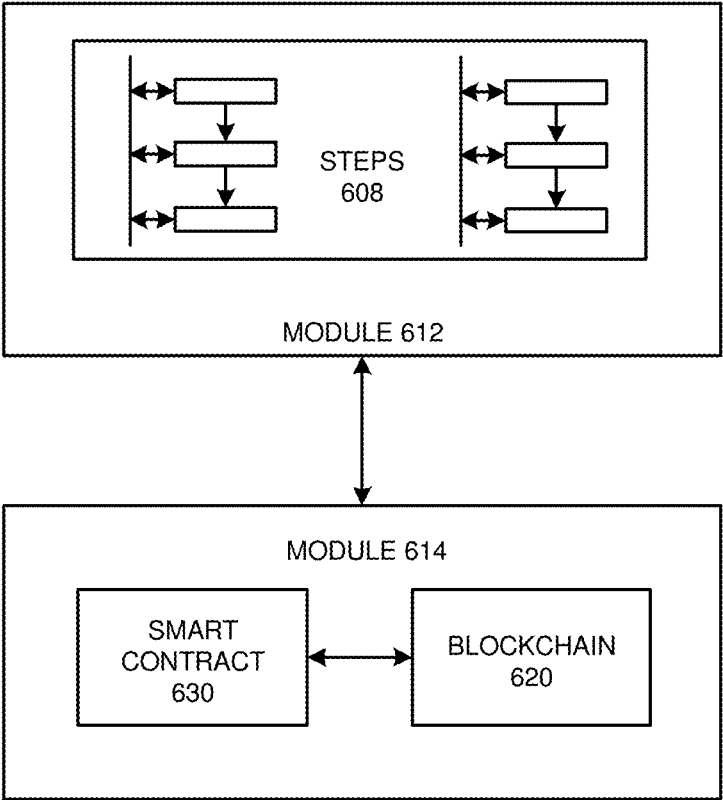 STEPS
608
MODULE 612
MODULE 614
SMART
CONTRACT
630
BLOCKCHAIN
620